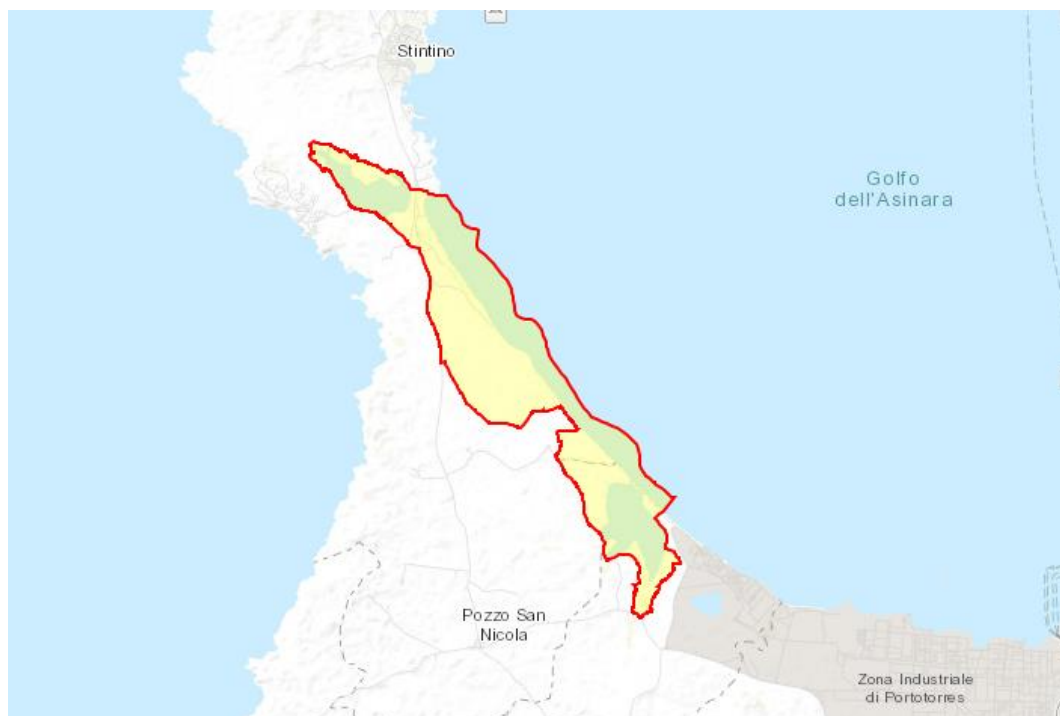 Stintino
Golfo
dell'Asinara
Pozzo San
Nicola
Zona Industriale
di Portotorres